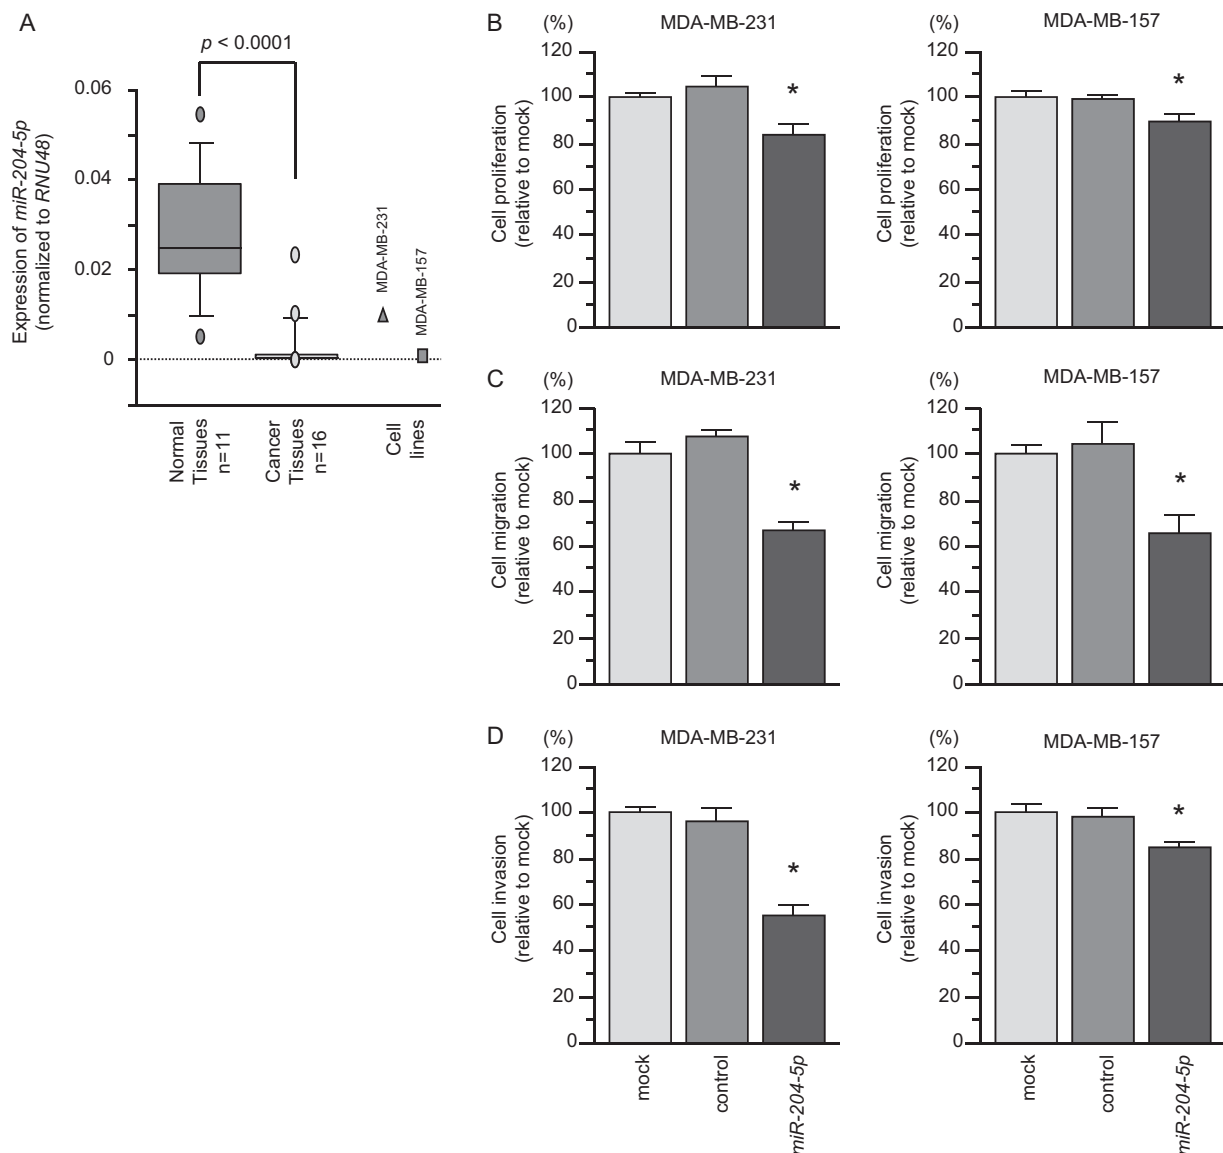 A
p < 0.0001
Expression of miR-204-5p
(normalized to RNU48)
0.06
0.04
0.02
0
MDA-MB-231
MDA-MB-157
Normal
Tissues
n=11
Cancer
Tissues
n=16
Cell
lines
B
(%)
MDA-MB-231
Cell proliferation
(relative to mock)
120
100
80
60
40
20
0
*
(%)
MDA-MB-157
Cell proliferation
(relative to mock)
120
100
80
60
40
20
0
*
C
(%)
MDA-MB-231
Cell migration
(relative to mock)
120
100
80
60
40
20
0
*
(%)
MDA-MB-157
Cell migration
(relative to mock)
120
100
80
60
40
20
0
*
D
(%)
MDA-MB-231
Cell invasion
(relative to mock)
120
100
80
60
40
20
0
*
mock
control
miR-204-5p
(%)
MDA-MB-157
Cell invasion
(relative to mock)
120
100
80
60
40
20
0
*
mock
control
miR-204-5p